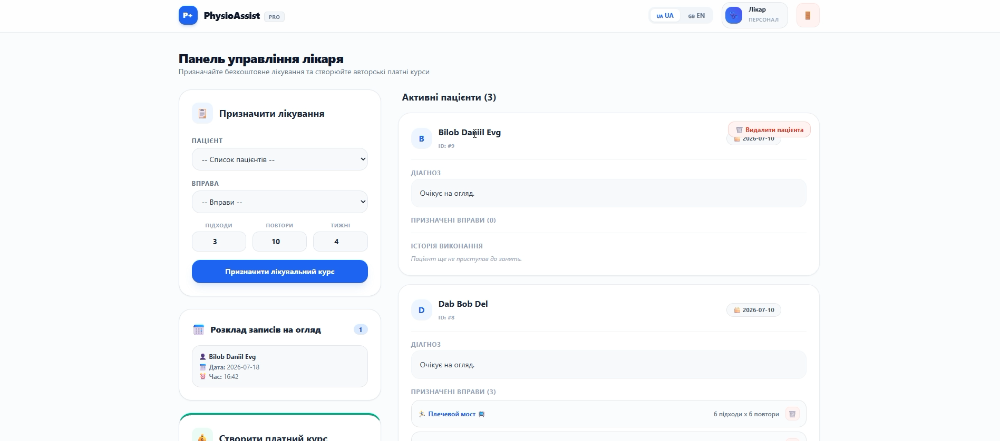 P+ PhysioAssist PRO
UA UA
GB EN
Лікар
ПЕРСОНАЛ
Панель управління лікаря
Призначайте безкоштовне лікування та створюйте авторські платні курси
Призначити лікування
ПАЦІЄНТ
-- Список пацієнтів --
ВПРАВА
-- Вправи --
ПІДХОДИ ПОВТОРИ ТИЖНІ
3 10 4
Призначити лікувальний курс
Розклад записів на огляд 1
Bilob Daniil Evg
Дата: 2026-07-18
Час: 16:42
Створити платний курс
Активні пацієнти (3)
B
Bilob Daniil Evg
ID: #9
Видалити пацієнта
2026-07-10
ДІАГНОЗ
Очікує на огляд.
ПРИЗНАЧЕНІ ВПРАВИ (0)
ІСТОРІЯ ВИКОНАННЯ
Пацієнт ще не приступав до занять.
D
Dab Bob Del
ID: #8
2026-07-10
ДІАГНОЗ
Очікує на огляд.
ПРИЗНАЧЕНІ ВПРАВИ (3)
Плечевой мост
6 підходи x 6 повтори